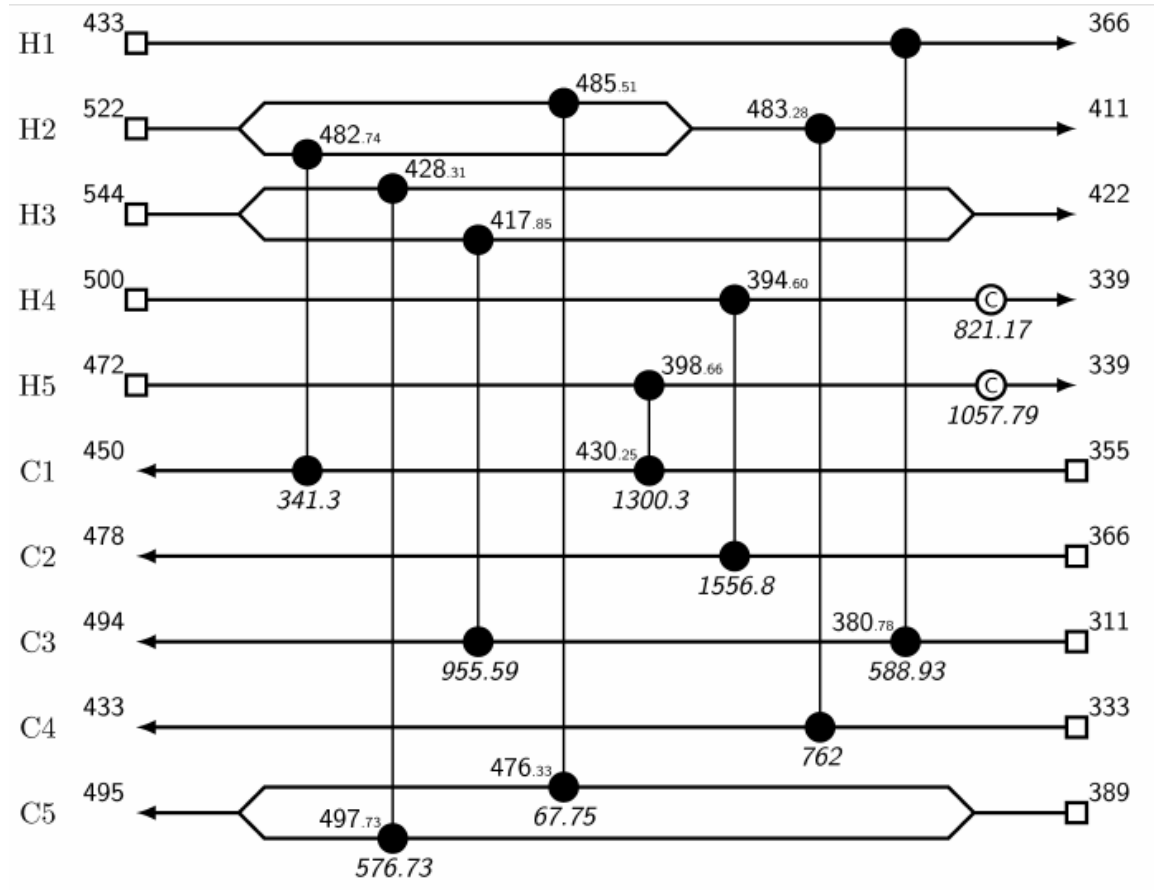 H1 433 366
485.51
H2 522 483.28 411
482.74
428.31
H3 544 422
417.85
H4 500 394.60 C 339
821.17
H5 472 398.66 C 339
1057.79
C1 450 430.25 355
341.3 1300.3
C2 478 366
1556.8
C3 494 380.78 311
955.59 588.93
C4 433 333
762
476.33
C5 495 389
67.75
497.73
576.73